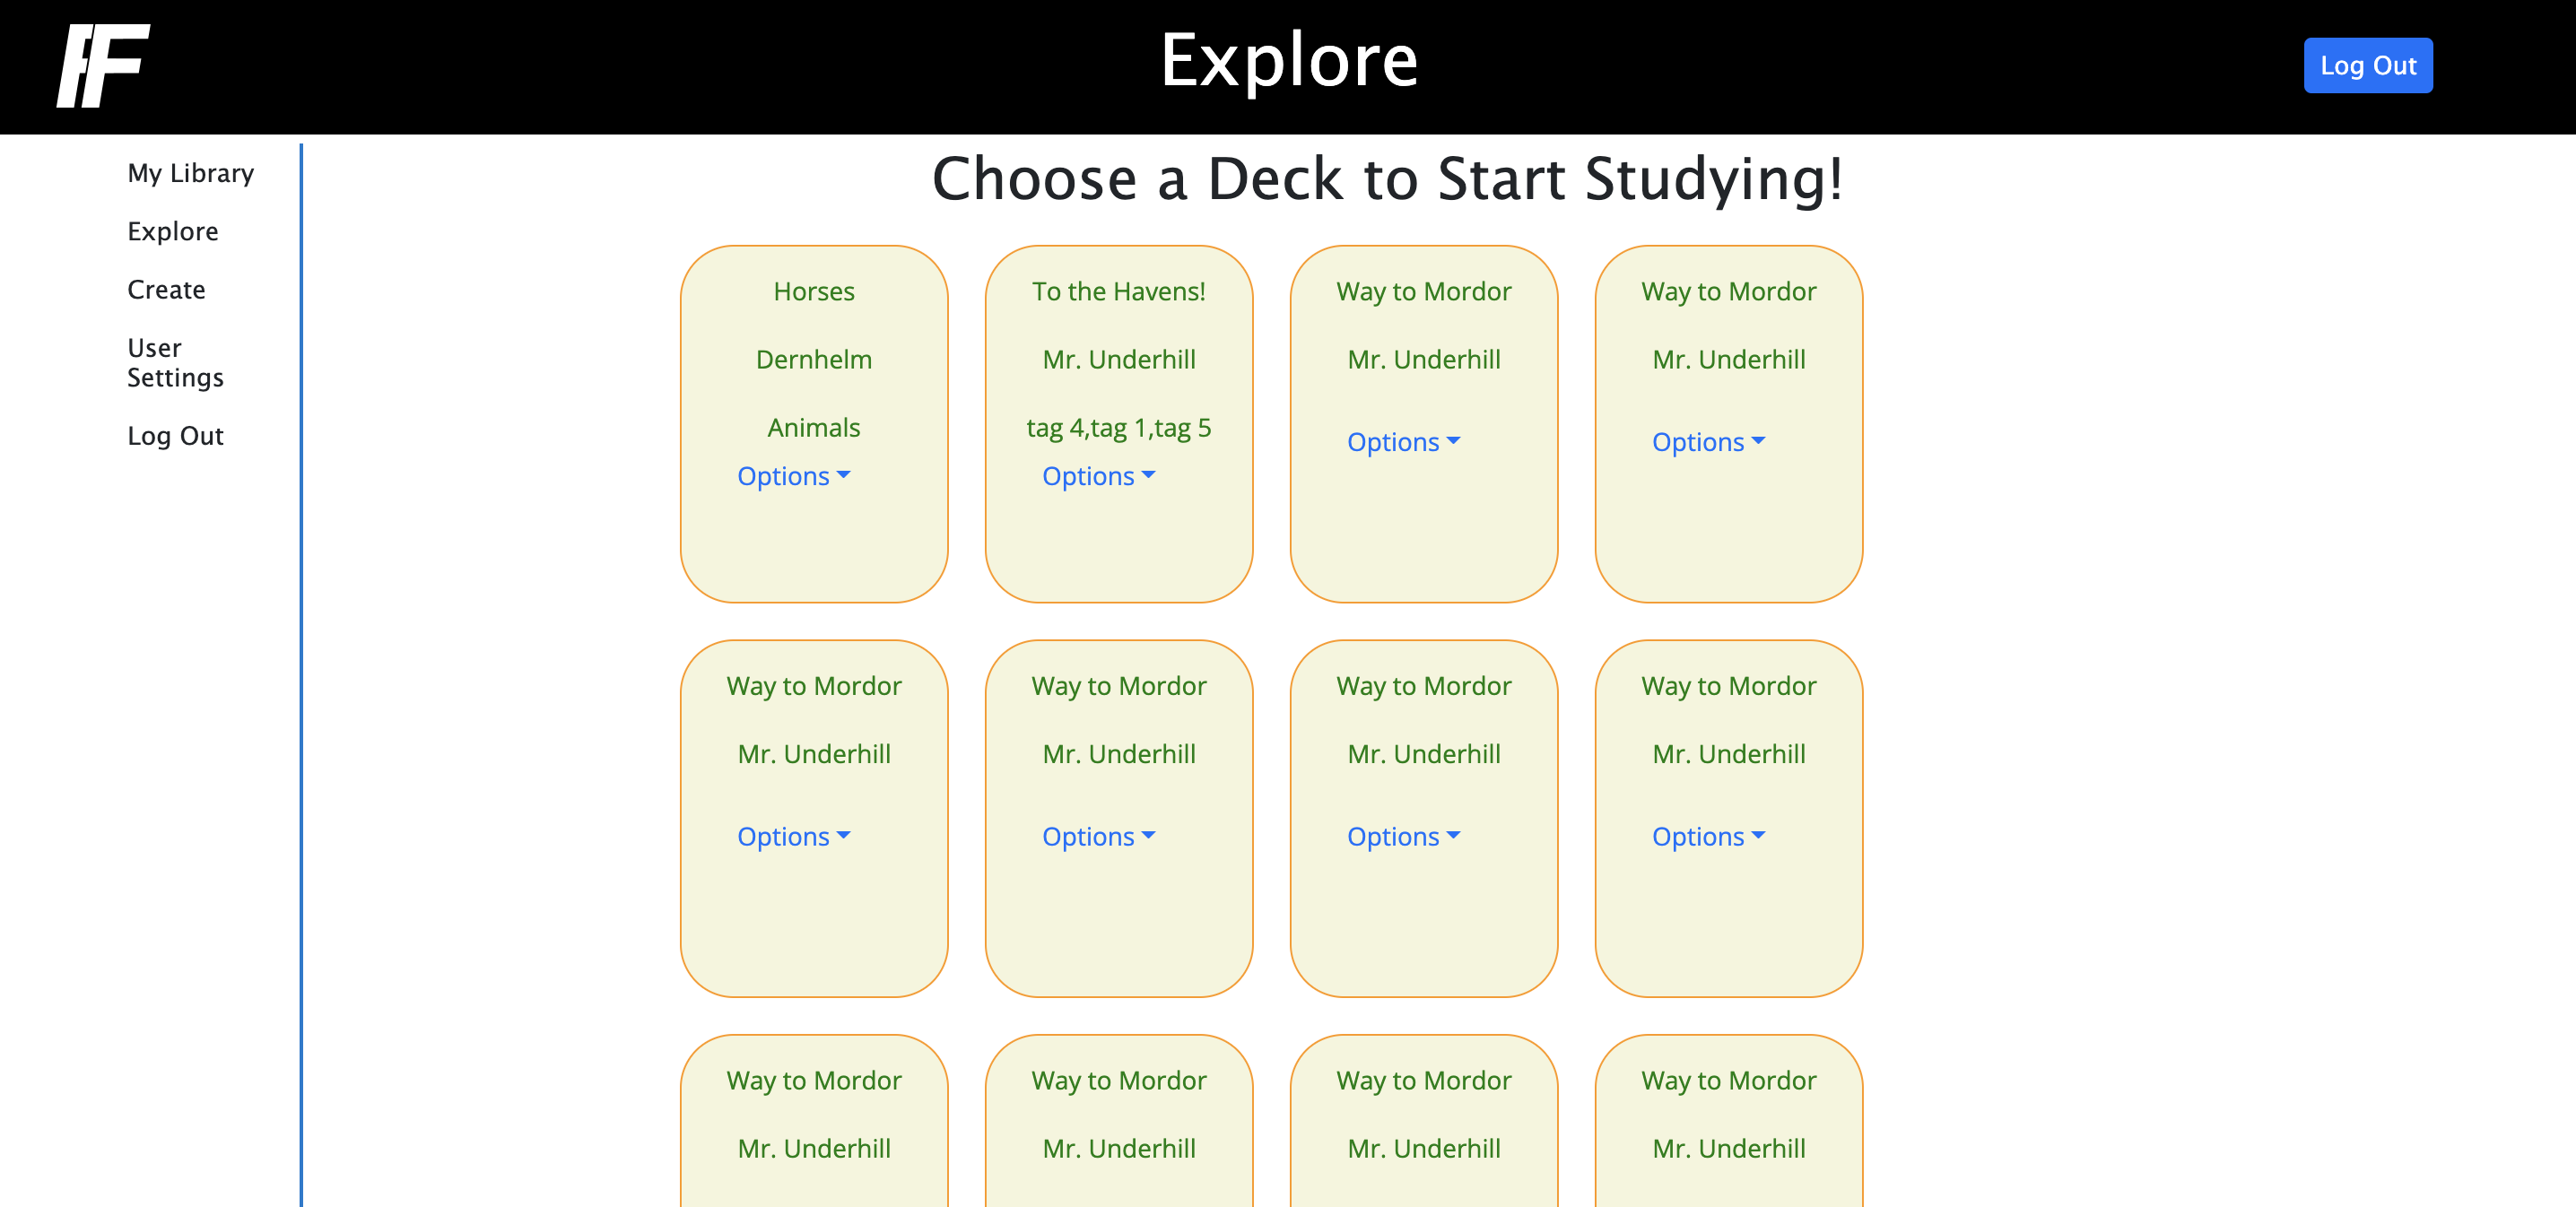 FF
Explore
Log Out
My Library
Explore
Create
User
Settings
Log Out
Choose a Deck to Start Studying!
Horses
Dernhelm
Animals
Options
To the Havens!
Mr. Underhill
tag 4,tag 1,tag 5
Options
Way to Mordor
Mr. Underhill
Options
Way to Mordor
Mr. Underhill
Options
Way to Mordor
Mr. Underhill
Options
Way to Mordor
Mr. Underhill
Options
Way to Mordor
Mr. Underhill
Options
Way to Mordor
Mr. Underhill
Options
Way to Mordor
Mr. Underhill
Way to Mordor
Mr. Underhill
Way to Mordor
Mr. Underhill
Way to Mordor
Mr. Underhill